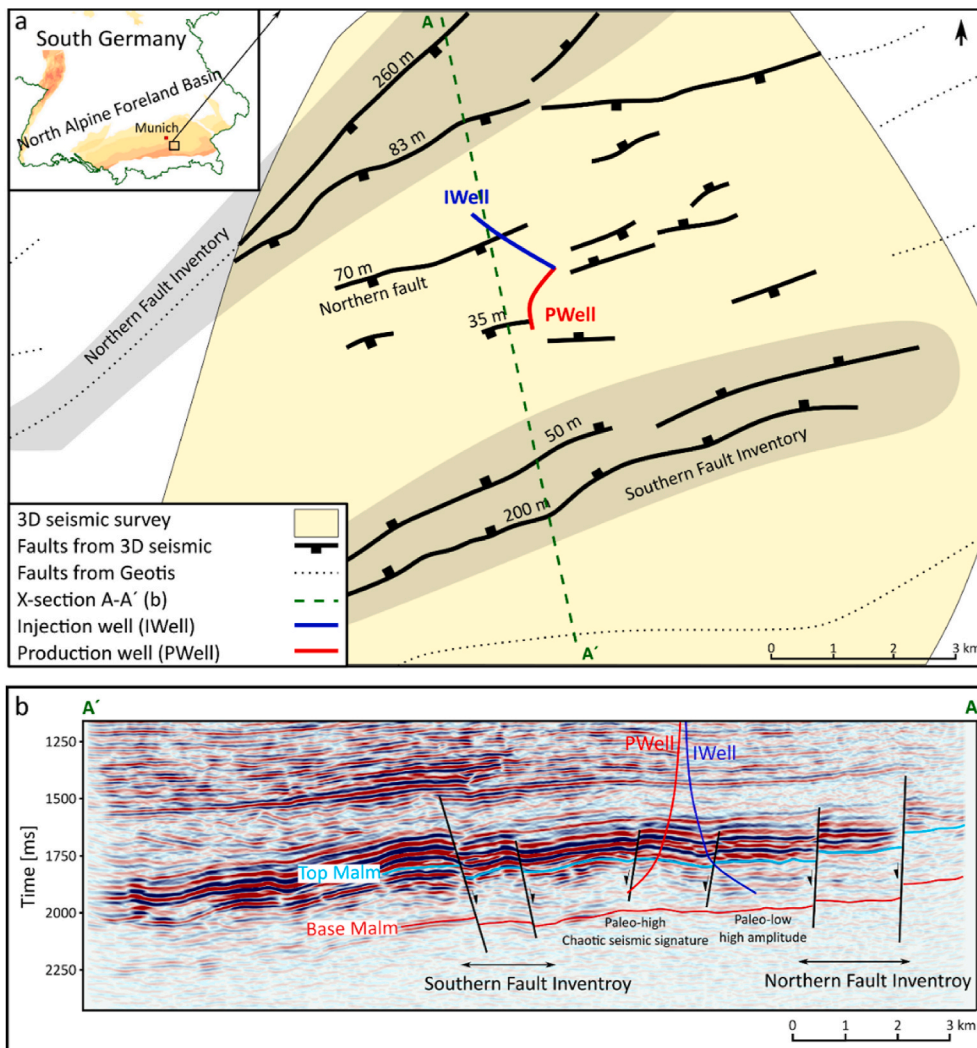 a
South Germany
North Alpine Foreland Basin
Munich
A
260 m
83 m
IWell
Northern Fault Inventory
70 m
Northern fault
35 m
PWell
50 m
200 m
Southern Fault Inventory
3D seismic survey
Faults from 3D seismic
Faults from Geotis
X-section A-A´ (b)
Injection well (IWell)
Production well (PWell)
A´
0 1 2 3 km
b
A´
A
1250
1500
1750
2000
2250
Time [ms]
PWell
IWell
Top Malm
Base Malm
Paleo-high
Chaotic seismic signature
Paleo-low
high amplitude
Southern Fault Inventroy
Northern Fault Inventroy
0 1 2 3 km